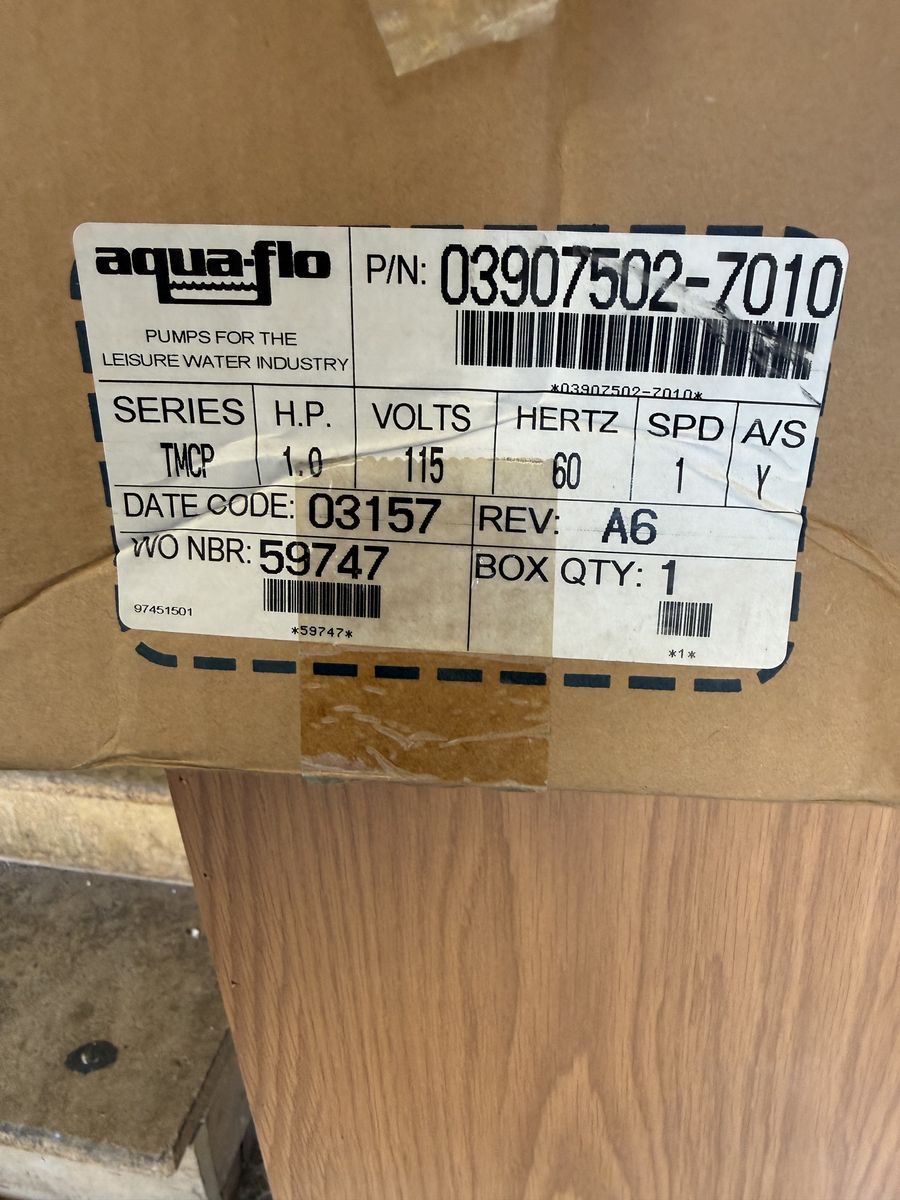 aqua-flo
PUMPS FOR THE
LEISURE WATER INDUSTRY
P/N: 03907502-7010
*03907502-7010*
SERIES H.P. VOLTS HERTZ SPD A/S
TMCP 1.0 115 60 1 Y
DATE CODE: 03157
REV: A6
WO NBR: 59747
*59747*
97451501
BOX QTY: 1
*1*